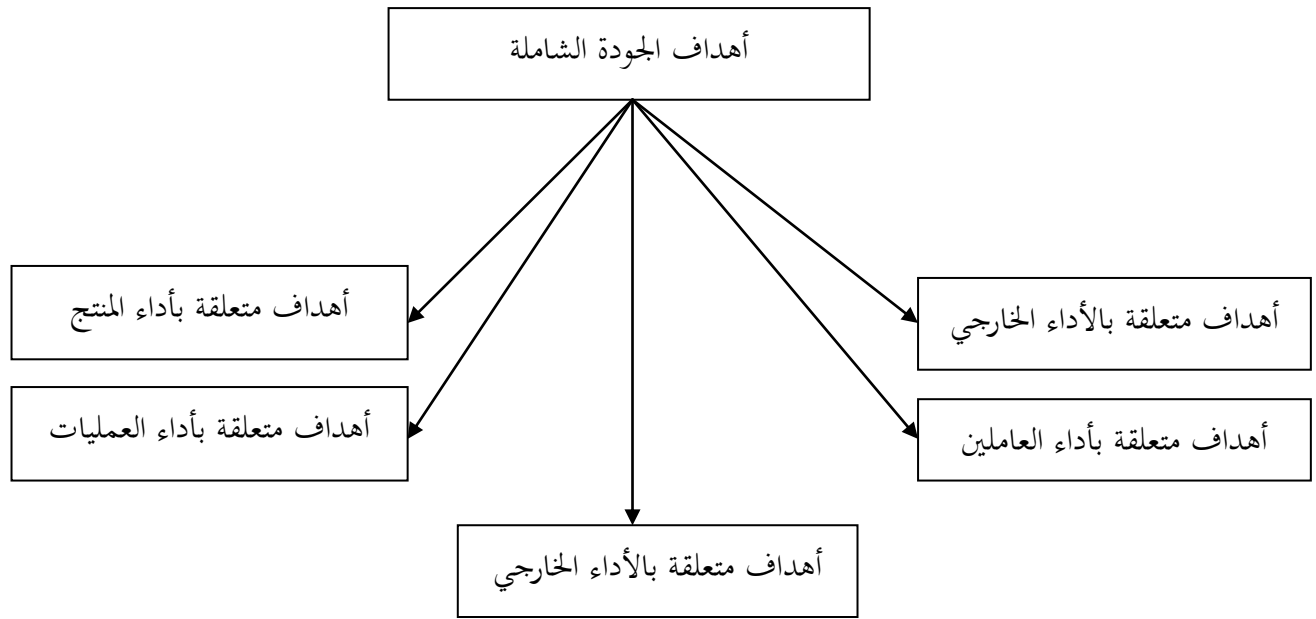 أهداف الجودة الشاملة
أهداف متعلقة بالأداء الخارجي
أهداف متعلقة بأداء المنتج
أهداف متعلقة بأداء العاملين
أهداف متعلقة بأداء العمليات
أهداف متعلقة بالأداء الخارجي